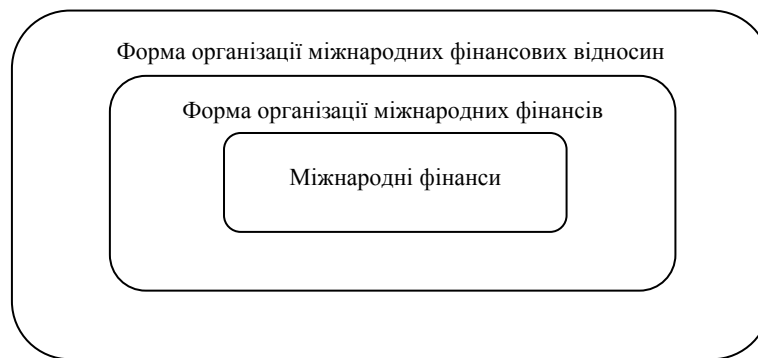 Форма організації міжнародних фінансових відносин
Форма організації міжнародних фінансів
Міжнародні фінанси